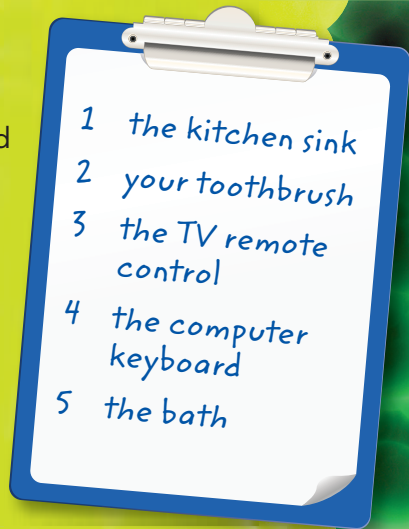 d
1 the kitchen sink
2 your toothbrush
3 the TV remote
control
4 the computer
keyboard
5 the bath